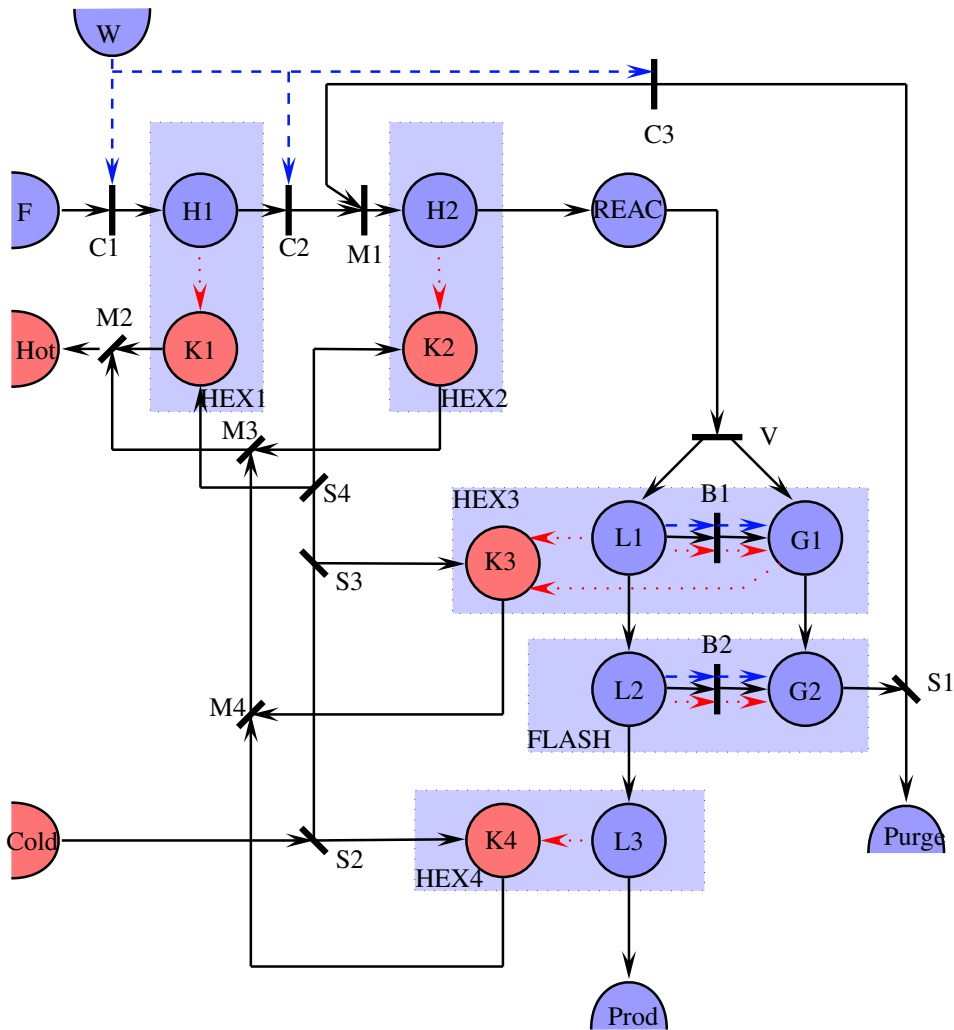 W
C3
F
H1
H2
REAC
C1
C2
M1
M2
Hot
K1
K2
HEX1
HEX2
M3
V
S4
HEX3
B1
L1
G1
K3
S3
B2
L2
G2
S1
M4
FLASH
Cold
K4
L3
Purge
S2
HEX4
Prod